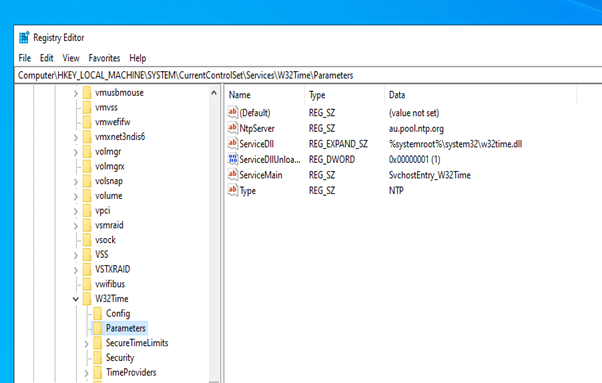 Registry Editor
File Edit View Favorites Help
Computer\HKEY_LOCAL_MACHINE\SYSTEM\CurrentControlSet\Services\W32Time\Parameters
vmusbmouse
vmvss
vmwefifw
vmxnet3ndis6
volmgr
volmgrx
volsnap
volume
vpci
vsmraid
vsock
VSS
VSTXRAID
vwifibus
W32Time
Config
Parameters
SecureTimeLimits
Security
TimeProviders
Name Type Data
(Default) REG_SZ (value not set)
NtpServer REG_SZ au.pool.ntp.org
ServiceDll REG_EXPAND_SZ %systemroot%\system32\w32time.dll
ServiceDllUnloa... REG_DWORD 0x00000001 (1)
ServiceMain REG_SZ SvchostEntry_W32Time
Type REG_SZ NTP